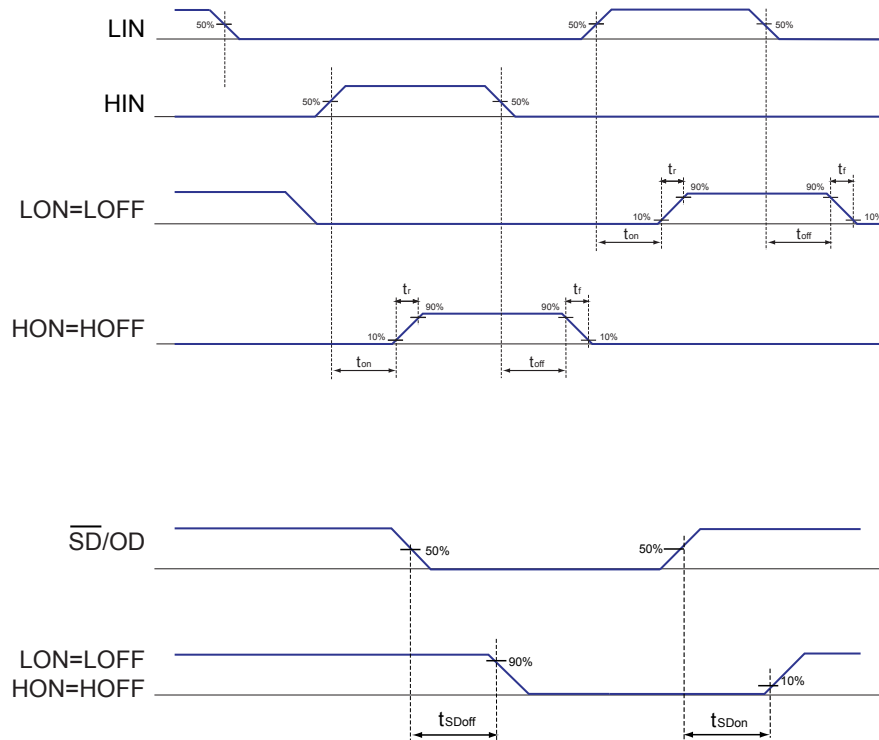 LIN
50%
50%
50%
HIN
50%
50%
LON=LOFF
tr
tf
90%
90%
10%
10%
ton
toff
HON=HOFF
tr
tf
90%
90%
10%
10%
ton
toff
SD/OD
50%
50%
LON=LOFF
HON=HOFF
90%
10%
tSDoff
tSDon